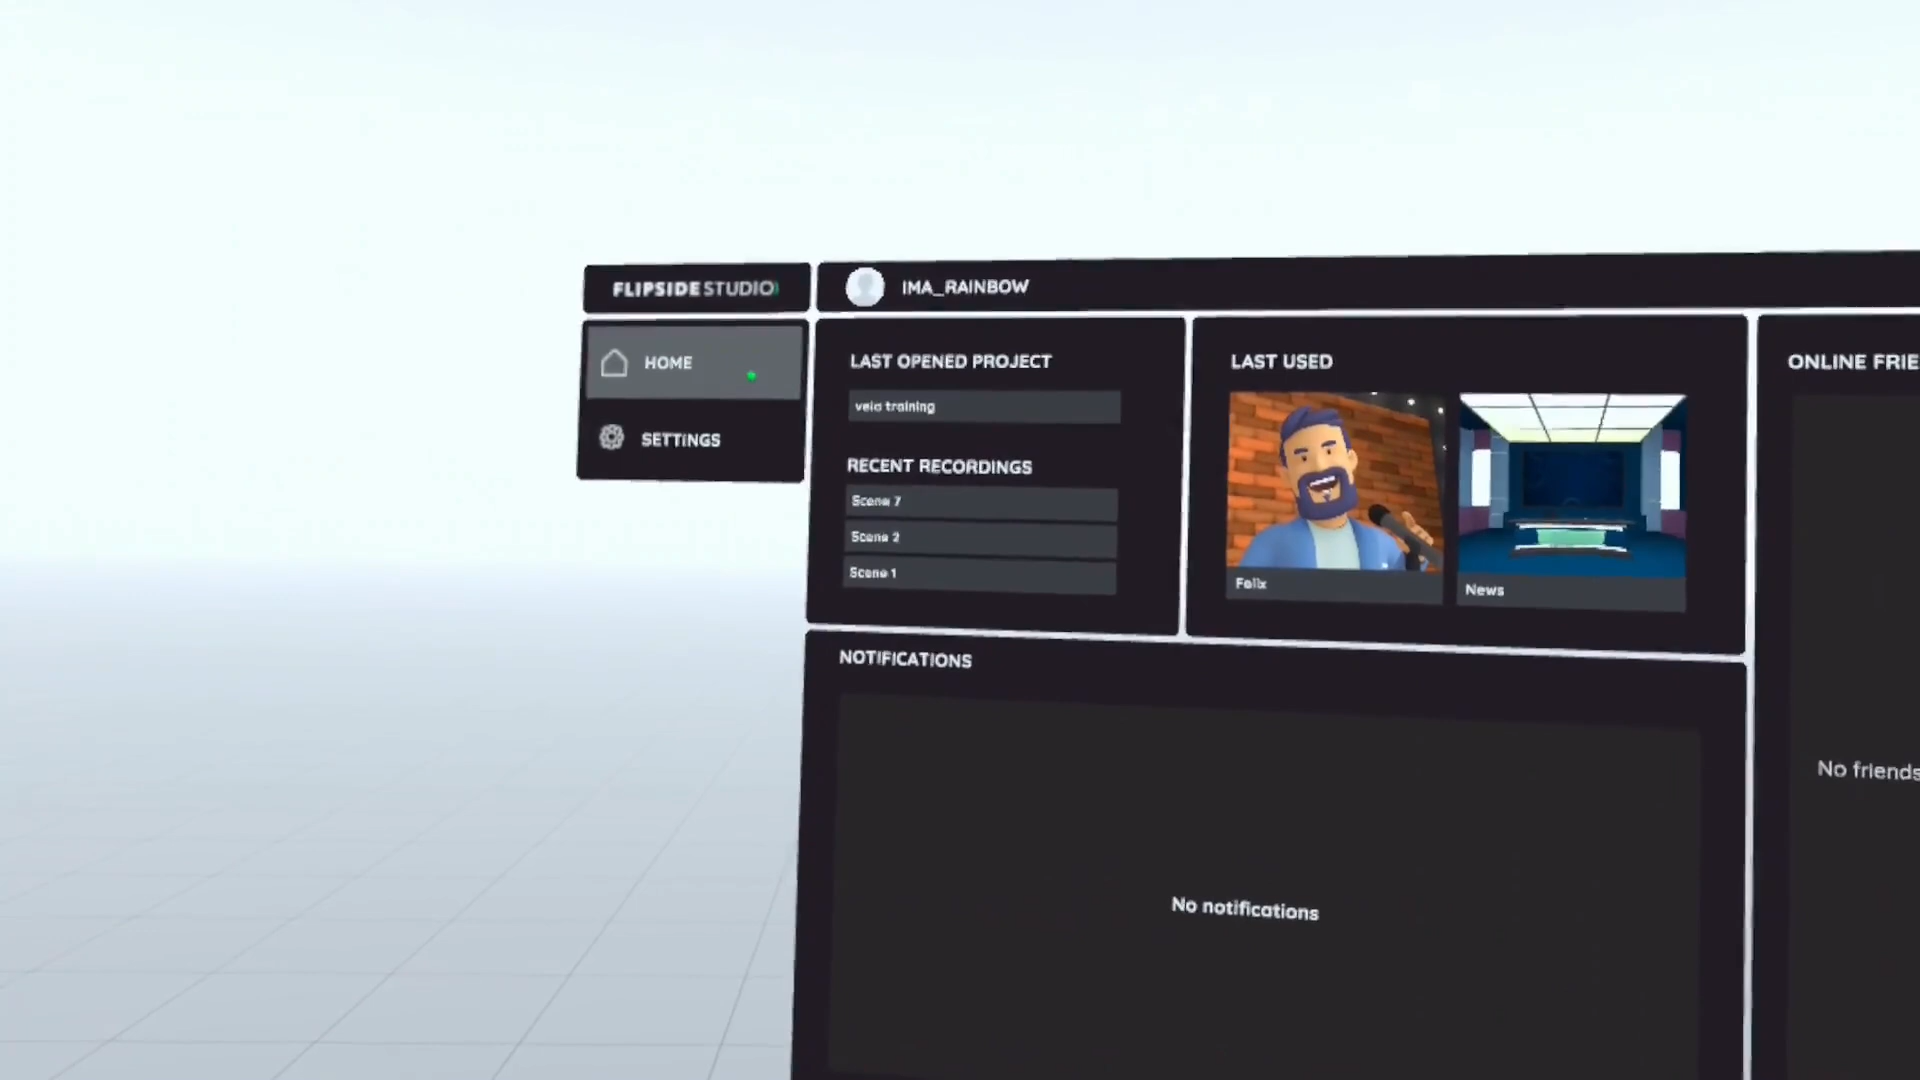 FLIPSIDE STUDIO
IMA_RAINBOW
HOME
SETTINGS
LAST OPENED PROJECT
veia training
RECENT RECORDINGS
Scene 7
Scene 2
Scene 1
LAST USED
Felix
News
ONLINE FRIE
NOTIFICATIONS
No notifications
No friends